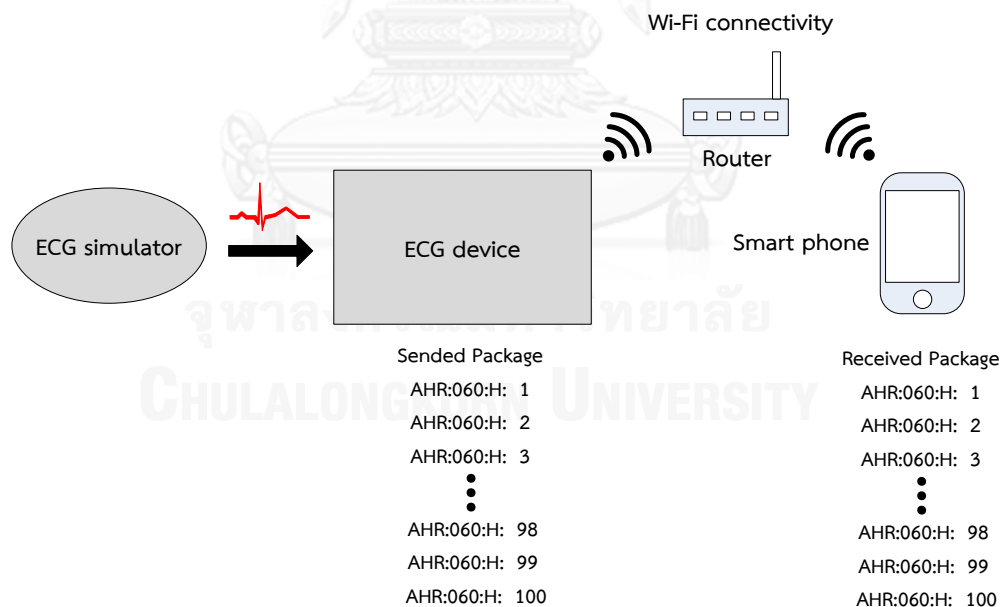 Wi-Fi connectivity
Router
ECG simulator
ECG device
Smart phone
จุฬาลงกรณ์มหาวิทยาลัย
CHULALONGKORN UNIVERSITY
Sended Package
AHR:060:H: 1
AHR:060:H: 2
AHR:060:H: 3
AHR:060:H: 98
AHR:060:H: 99
AHR:060:H: 100
Received Package
AHR:060:H: 1
AHR:060:H: 2
AHR:060:H: 3
AHR:060:H: 98
AHR:060:H: 99
AHR:060:H: 100